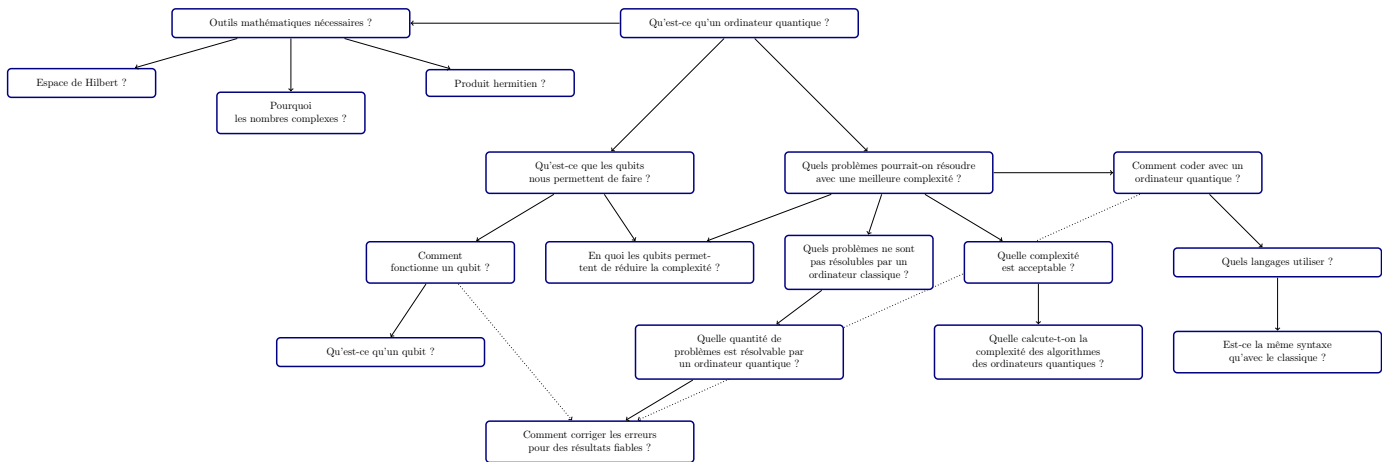 Outils mathématiques nécessaires ?
Qu'est-ce qu'un ordinateur quantique ?
Espace de Hilbert ?
Pourquoi
les nombres complexes ?
Produit hermitien ?
Qu'est-ce que les qubits
nous permettent de faire ?
Quels problèmes pourrait-on résoudre
avec une meilleure complexité ?
Comment coder avec un
ordinateur quantique ?
Comment
fonctionne un qubit ?
En quoi les qubits permet-
tent de réduire la complexité ?
Quels problèmes ne sont
pas résolubles par un
ordinateur classique ?
Quelle complexité
est acceptable ?
Quels langages utiliser ?
Qu'est-ce qu'un qubit ?
Quelle quantité de
problèmes est résolvable par
un ordinateur quantique ?
Quelle calcute-t-on la
complexité des algorithmes
des ordinateurs quantiques ?
Est-ce la même syntaxe
qu'avec le classique ?
Comment corriger les erreurs
pour des résultats fiables ?